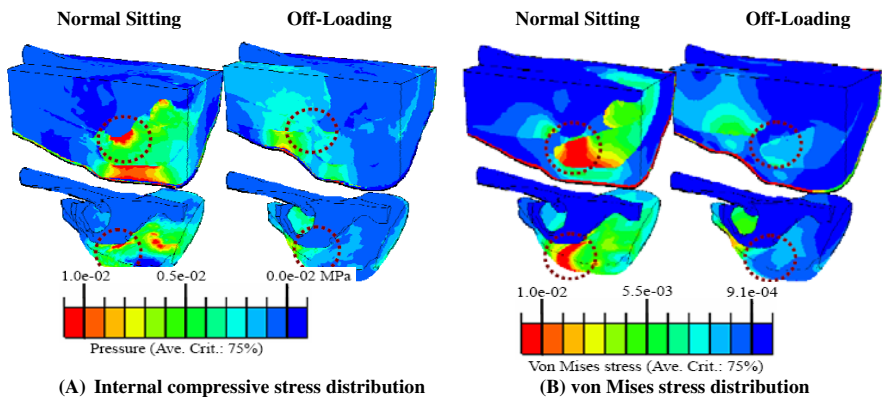 Normal Sitting
Off-Loading
1.0e-02
0.5e-02
0.0e-02 MPa
Pressure (Ave. Crit.: 75%)
(A) Internal compressive stress distribution
Normal Sitting
Off-Loading
1.0e-02
5.5e-03
9.1e-04
Von Mises stress (Ave. Crit.: 75%)
(B) von Mises stress distribution